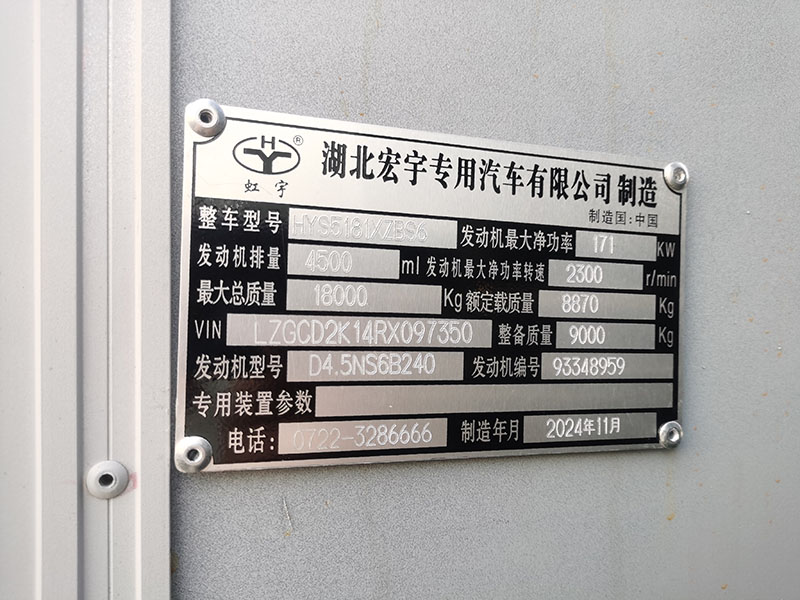 HY ®
虹宇
湖北宏宇专用汽车有限公司 制造
制造国:中国
整车型号 HYS5181XZBS6 发动机最大净功率 171 KW
发动机排量 4500 ml 发动机最大净功率转速 2300 r/min
最大总质量 18000 Kg 额定载质量 8870 Kg
VIN LZGCD2K14RX097350 整备质量 9000 Kg
发动机型号 D4.5NS6B240 发动机编号 93348959
专用装置参数
电话: 0722-3286666 制造年月 2024年11月